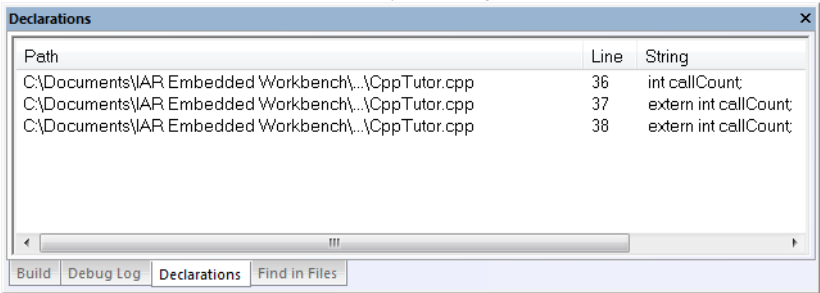 Declarations
Path Line String
C:\Documents\IAR Embedded Workbench\...\CppTutor.cpp 36 int callCount;
C:\Documents\IAR Embedded Workbench\...\CppTutor.cpp 37 extern int callCount;
C:\Documents\IAR Embedded Workbench\...\CppTutor.cpp 38 extern int callCount;
Build Debug Log Declarations Find in Files